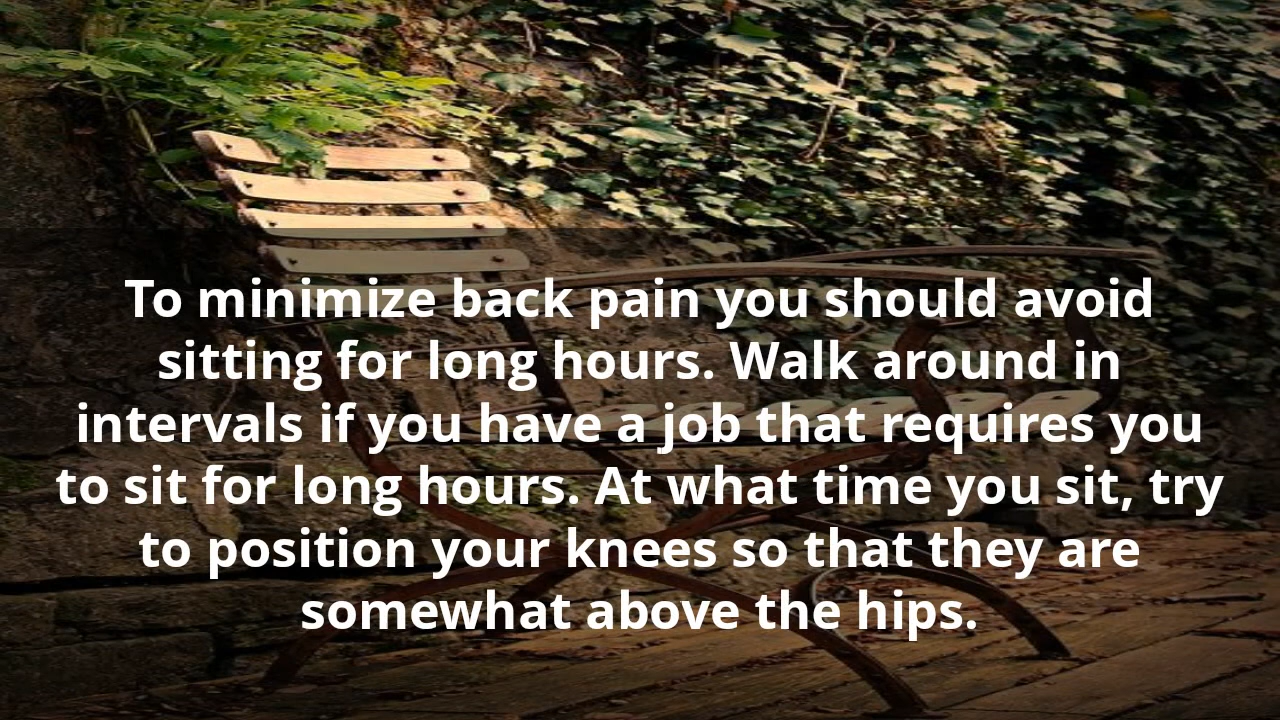 To minimize back pain you should avoid
sitting for long hours. Walk around in
intervals if you have a job that requires you
to sit for long hours. At what time you sit, try
to position your knees so that they are
somewhat above the hips.